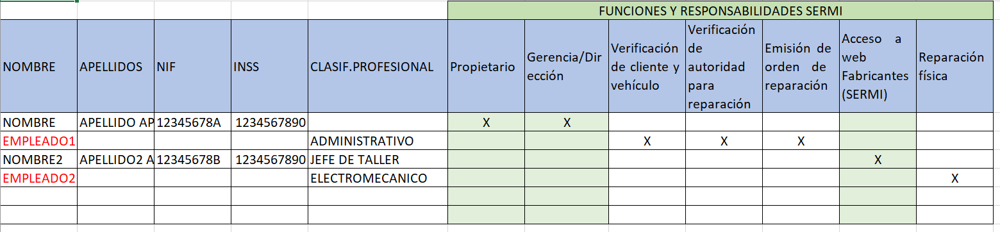 FUNCIONES Y RESPONSABILIDADES SERMI
NOMBRE APELLIDOS NIF INSS CLASIF.PROFESIONAL Propietario
Gerencia/Dir
ección
Verificación
de cliente y
vehículo
Verificación
de
autoridad
para
reparación
Emisión de
orden de
reparación
Acceso a
web
Fabricantes
(SERMI)
Reparación
física
NOMBRE APELLIDO AP 12345678A 1234567890 X X
EMPLEADO1 ADMINISTRATIVO X X X
NOMBRE2 APELLIDO2 A 12345678B 1234567890 JEFE DE TALLER X
EMPLEADO2 ELECTROMECANICO X